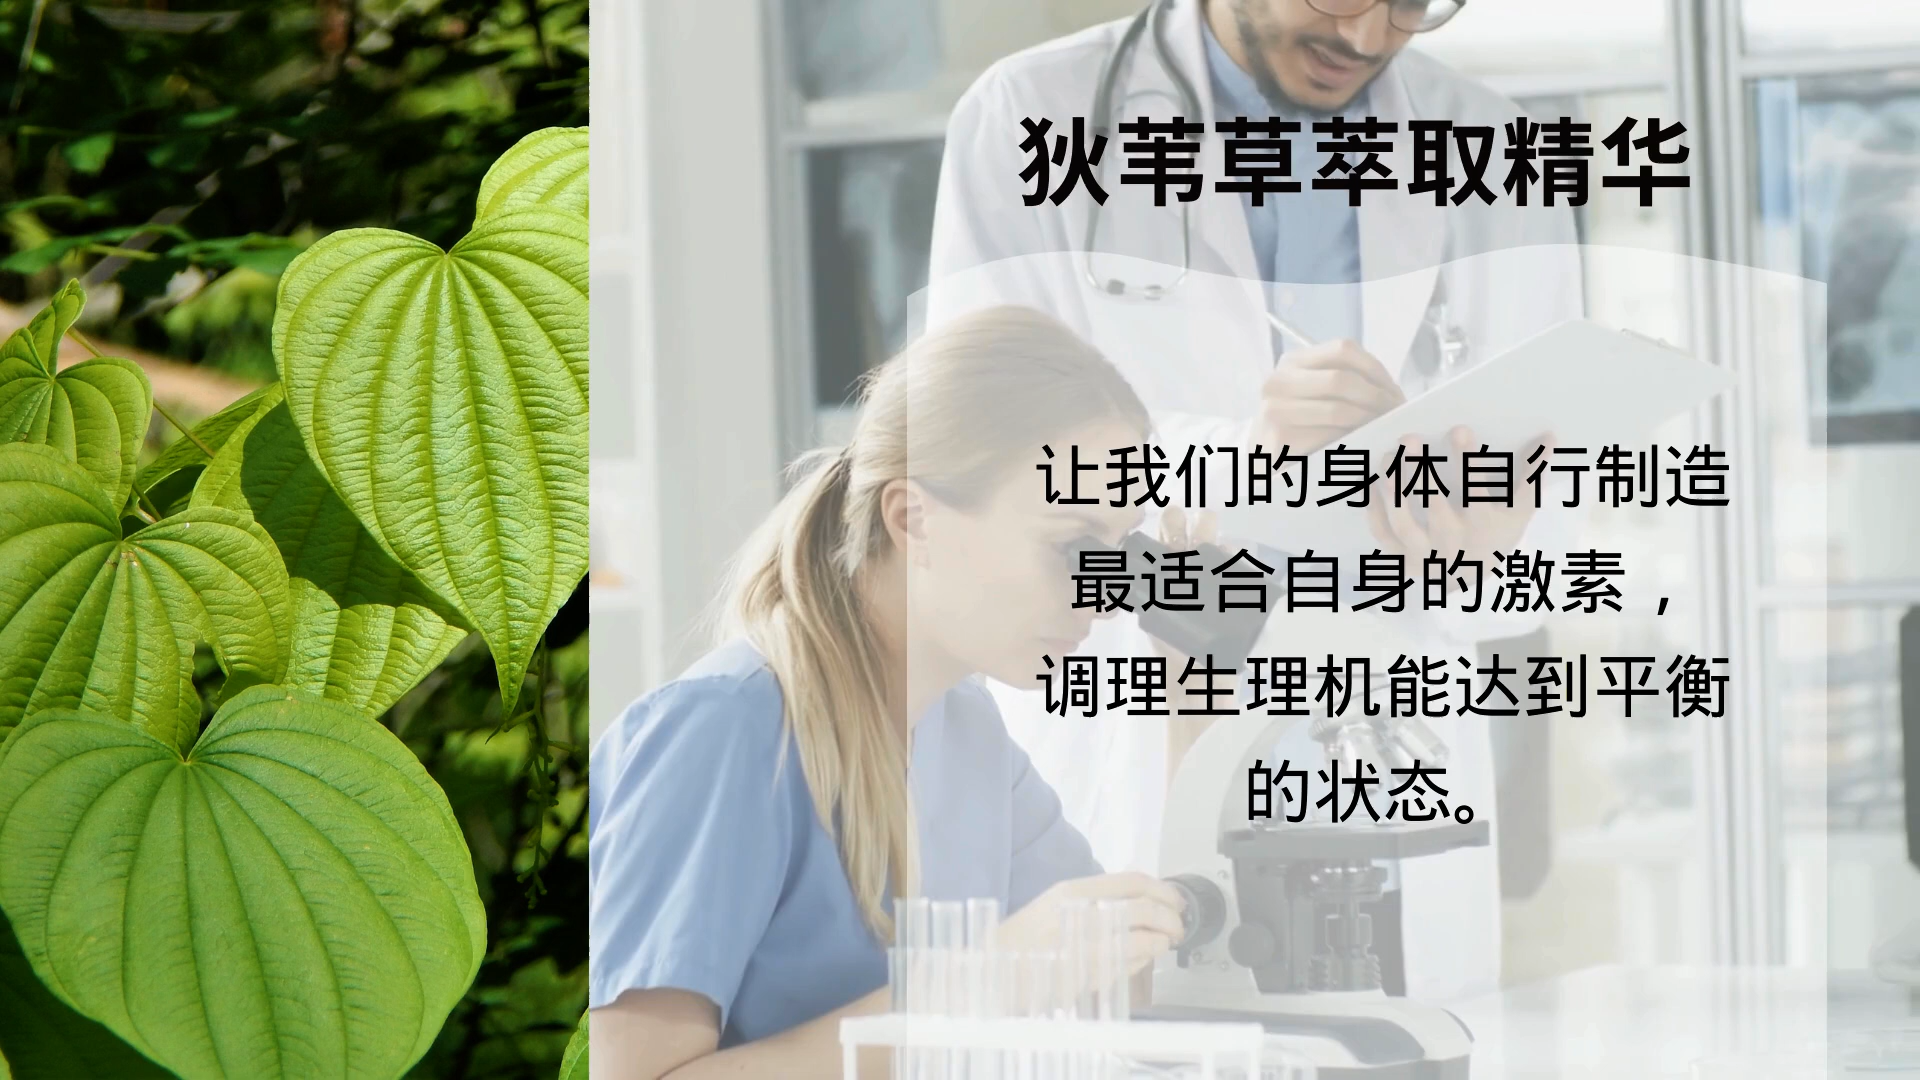 狄苇草萃取精华
让我们的身体自行制造
最适合自身的激素，
调理生理机能达到平衡
的状态。